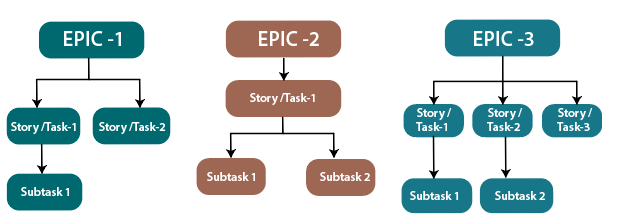 EPIC -1
EPIC -2
EPIC -3
Story /Task-1
Story /Task-1
Story /Task-2
Story /
Task-1
Story /
Task-2
Story /
Task-3
Subtask 1
Subtask 1
Subtask 2
Subtask 1
Subtask 2